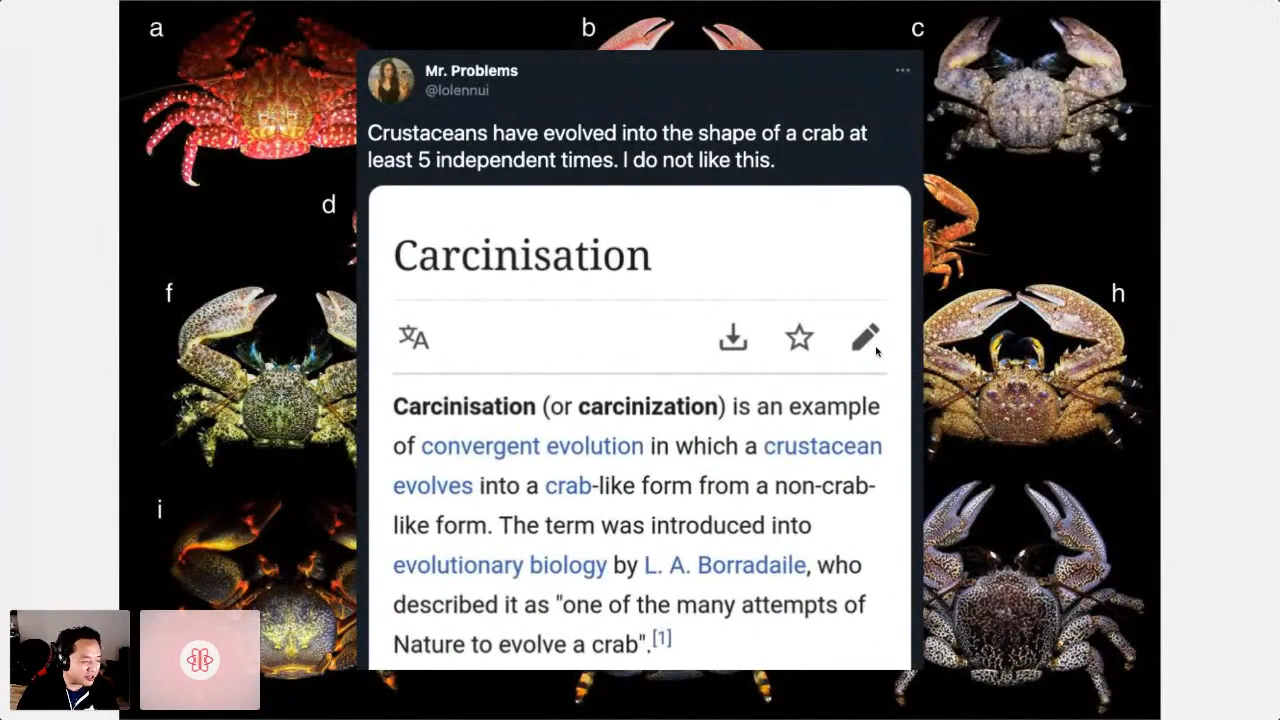 a
b
c
Mr. Problems
@lolennui
Crustaceans have evolved into the shape of a crab at
least 5 independent times. I do not like this.
d
Carcinisation
f
h
文A
Carcinisation (or carcinization) is an example
of convergent evolution in which a crustacean
evolves into a crab-like form from a non-crab-
like form. The term was introduced into
i
evolutionary biology by L. A. Borradaile, who
described it as "one of the many attempts of
Nature to evolve a crab".[1]